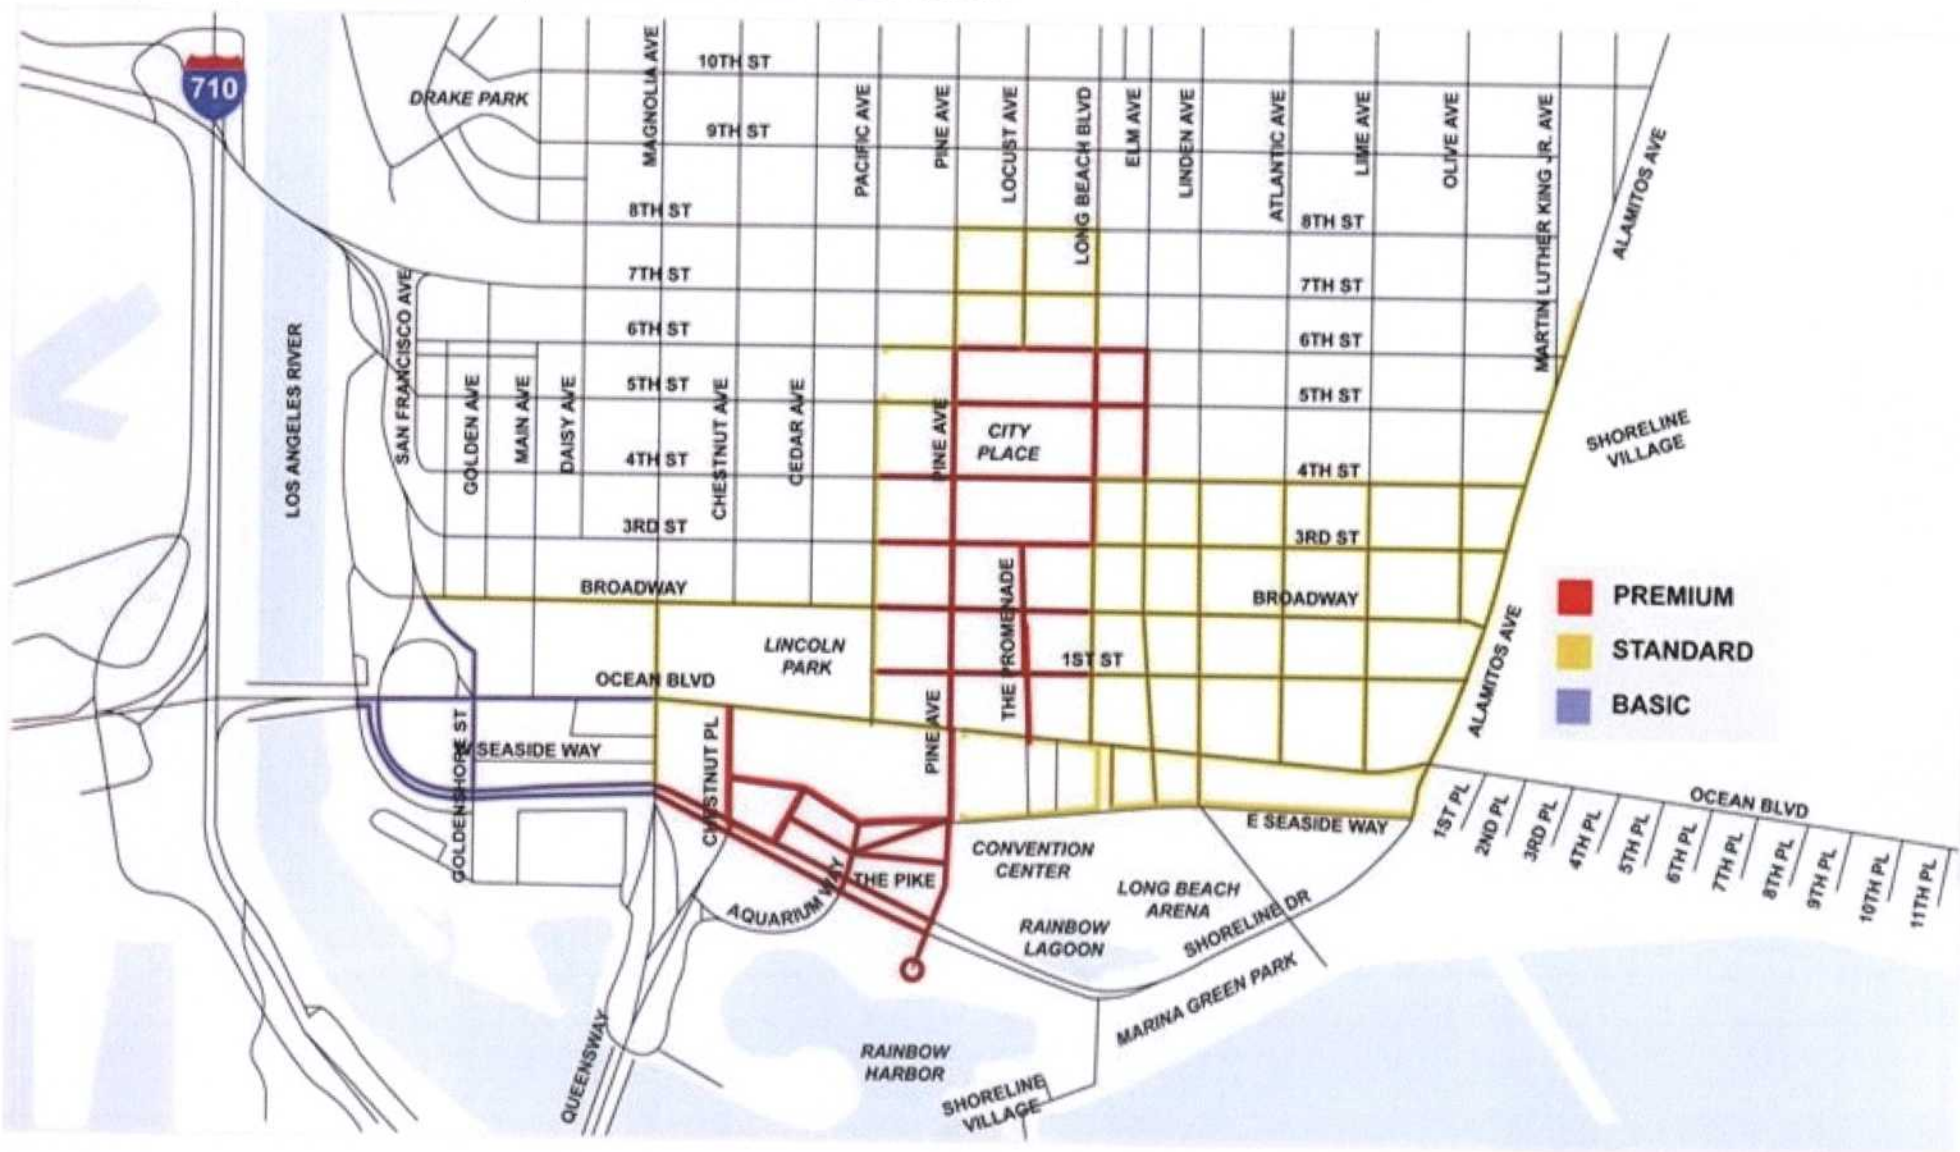 710
DRAKE PARK
MAGNOLIA AVE
10TH ST
9TH ST
PACIFIC AVE
PINE AVE
LOCUST AVE
LONG BEACH BLVD
ELM AVE
LINDEN AVE
ATLANTIC AVE
LIME AVE
OLIVE AVE
MARTIN LUTHER KING JR. AVE
ALAMITOS AVE
8TH ST
8TH ST
7TH ST
7TH ST
6TH ST
6TH ST
LOS ANGELES RIVER
SAN FRANCISCO AVE
GOLDEN AVE
MAIN AVE
DAISY AVE
5TH ST
CHESTNUT AVE
CEDAR AVE
PINE AVE
5TH ST
CITY
PLACE
SHORELINE
VILLAGE
4TH ST
4TH ST
3RD ST
3RD ST
BROADWAY
BROADWAY
THE PROMENADE
LINCOLN
PARK
1ST ST
OCEAN BLVD
ALAMITOS AVE
PREMIUM
STANDARD
BASIC
GOLDENSHORE ST
W SEASIDE WAY
CHESTNUT PL
PINE AVE
E SEASIDE WAY
OCEAN BLVD
1ST PL
2ND PL
3RD PL
4TH PL
5TH PL
6TH PL
7TH PL
8TH PL
9TH PL
10TH PL
11TH PL
CONVENTION
CENTER
THE PIKE
AQUARIUM WAY
LONG BEACH
ARENA
RAINBOW
LAGOON
SHORELINE DR
MARINA GREEN PARK
QUEENSWAY
RAINBOW
HARBOR
SHORELINE
VILLAGE